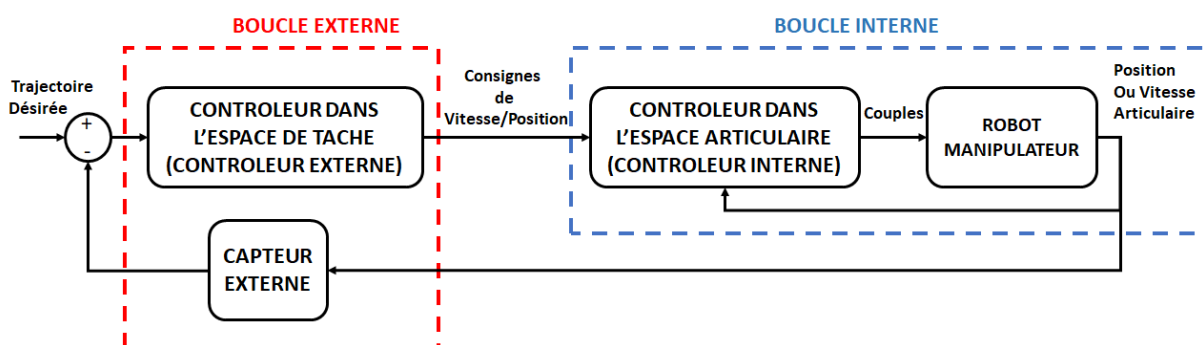 BOUCLE EXTERNE
BOUCLE INTERNE
Trajectoire
Désirée
+
-
CONTROLEUR DANS
L'ESPACE DE TACHE
(CONTROLEUR EXTERNE)
Consignes
de
Vitesse/Position
CONTROLEUR DANS
L'ESPACE ARTICULAIRE
(CONTROLEUR INTERNE)
Couples
ROBOT
MANIPULATEUR
Position
Ou Vitesse
Articulaire
CAPTEUR
EXTERNE